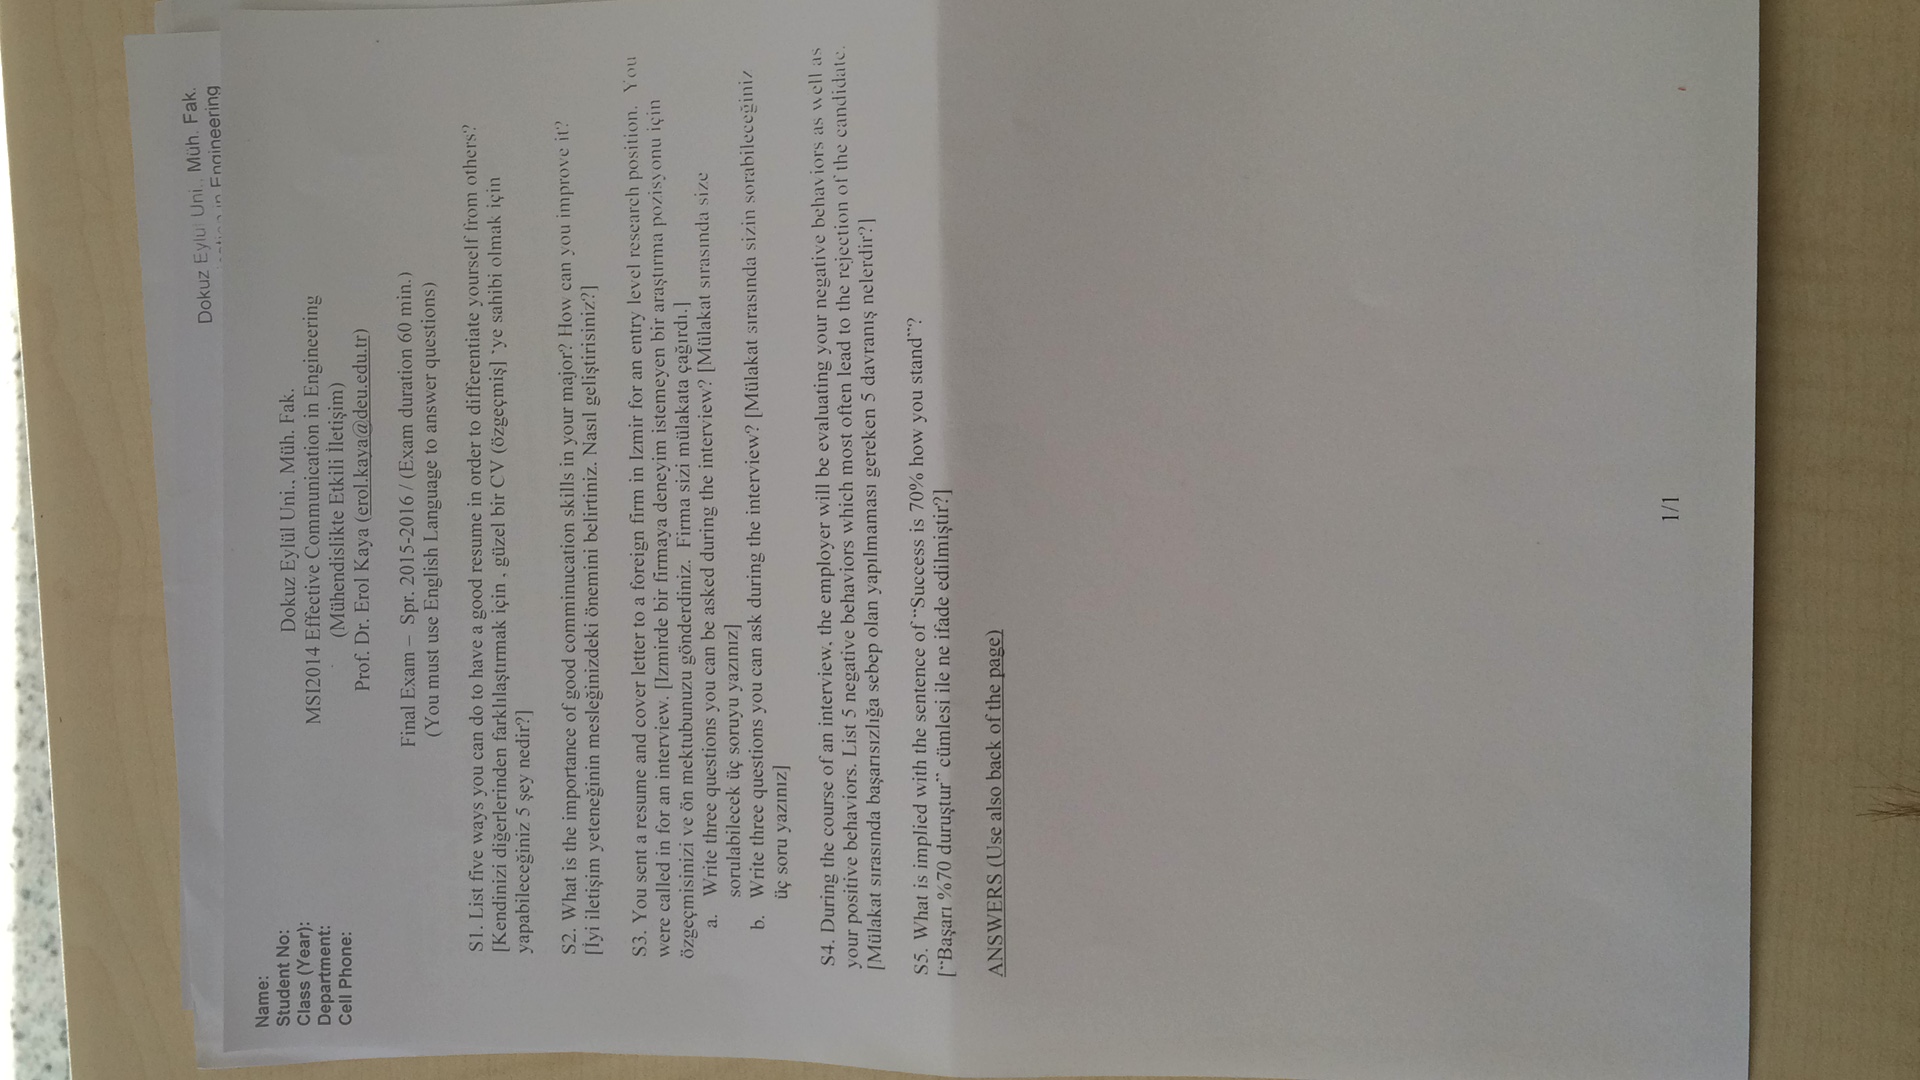 Dokuz Eylül Uni., Müh. Fak.
in Engineering
Name:
Student No:
Class (Year):
Department:
Cell Phone:
Dokuz Eylül Uni., Müh. Fak.
MSI2014 Effective Communication in Engineering
(Mühendislikte Etkili İletişim)
Prof. Dr. Erol Kaya (erol.kaya@deu.edu.tr)
Final Exam – Spr. 2015-2016 / (Exam duration 60 min.)
(You must use English Language to answer questions)
S1. List five ways you can do to have a good resume in order to differentiate yourself from others?
[Kendinizi diğerlerinden farklılaştırmak için , güzel bir CV (özgeçmiş] 'ye sahibi olmak için
yapabileceğiniz 5 şey nedir?]
S2. What is the importance of good comminucation skills in your major? How can you improve it?
[İyi iletişim yeteneğinin mesleğinizdeki önemini belirtiniz. Nasıl geliştirisiniz?]
S3. You sent a resume and cover letter to a foreign firm in Izmir for an entry level research position. You
were called in for an interview. [Izmirde bir firmaya deneyim istemeyen bir araştırma pozisyonu için
özgeçmisinizi ve ön mektubunuzu gönderdiniz. Firma sizi mülakata çağırdı.]
a. Write three questions you can be asked during the interview? [Mülakat sırasında size
sorulabilecek üç soruyu yazınız]
b. Write three questions you can ask during the interview? [Mülakat sırasında sizin sorabileceğiniz
üç soru yazınız]
S4. During the course of an interview, the employer will be evaluating your negative behaviors as well as
your positive behaviors. List 5 negative behaviors which most often lead to the rejection of the candidate.
[Mülakat sırasında başarısızlığa sebep olan yapılmaması gereken 5 davranış nelerdir?]
S5. What is implied with the sentence of "Success is 70% how you stand"?
["Başarı %70 duruştur" cümlesi ile ne ifade edilmiştir?]
ANSWERS (Use also back of the page)
1/1